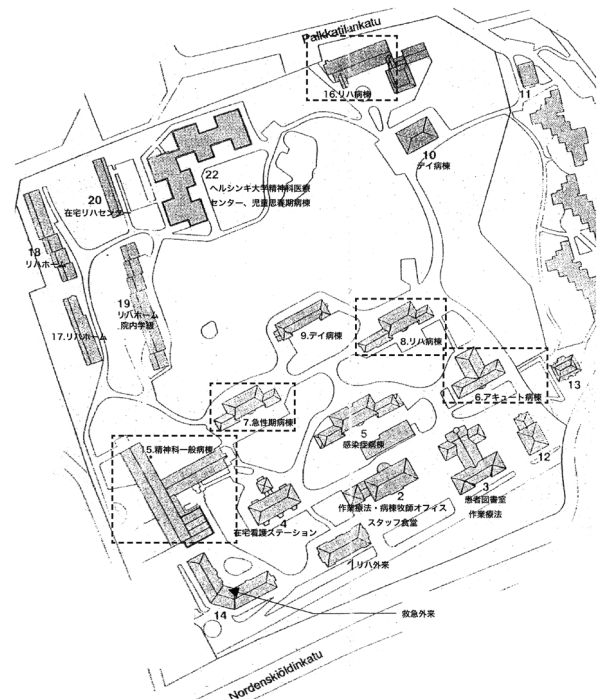 Palkkatilankatu
16.リハ病棟
11
10
デイ病棟
22
ヘルシンキ大学精神科医療
センター、児童思春期病棟
20
在宅リハセンター
18
リハホーム
19
リハホーム
院内学級
17.リハホーム
9.デイ病棟
8.リハ病棟
13
6.アキュート病棟
7.急性期病棟
5
感染症病棟
15.精神科一般病棟
12
3
患者図書室
作業療法
2
作業療法・病棟牧師オフィス
スタッフ食堂
4
在宅看護ステーション
1.リハ外来
14
救急外来
Nordenskiöldinkatu